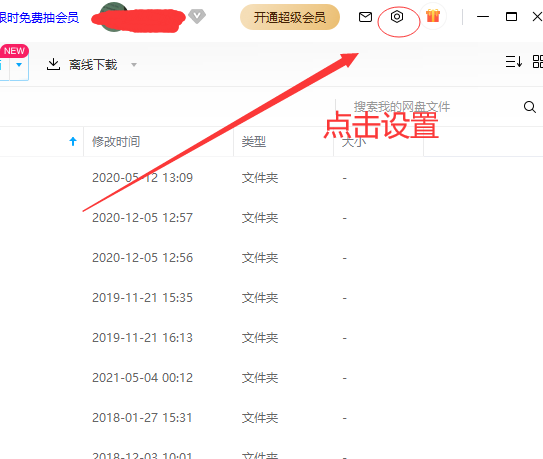 限时免费抽会员
开通超级会员
NEW
离线下载
搜索我的网盘文件
点击设置
修改时间 类型 大小
2020-05-12 13:09 文件夹 -
2020-12-05 12:57 文件夹 -
2020-12-05 12:56 文件夹 -
2019-11-21 15:35 文件夹 -
2019-11-21 16:13 文件夹 -
2021-05-04 00:12 文件夹 -
2018-01-27 15:31 文件夹 -
2018-12-03 10:01 文件夹 -